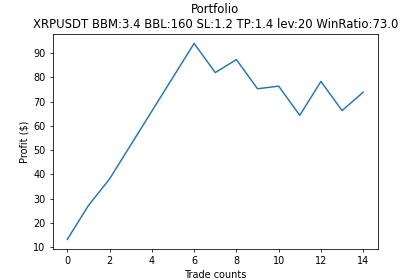 Portfolio
XRPUSDT BBM:3.4 BBL:160 SL:1.2 TP:1.4 lev:20 WinRatio:73.0
90
80
70
60
50
40
30
20
10
Profit ($)
0 2 4 6 8 10 12 14
Trade counts